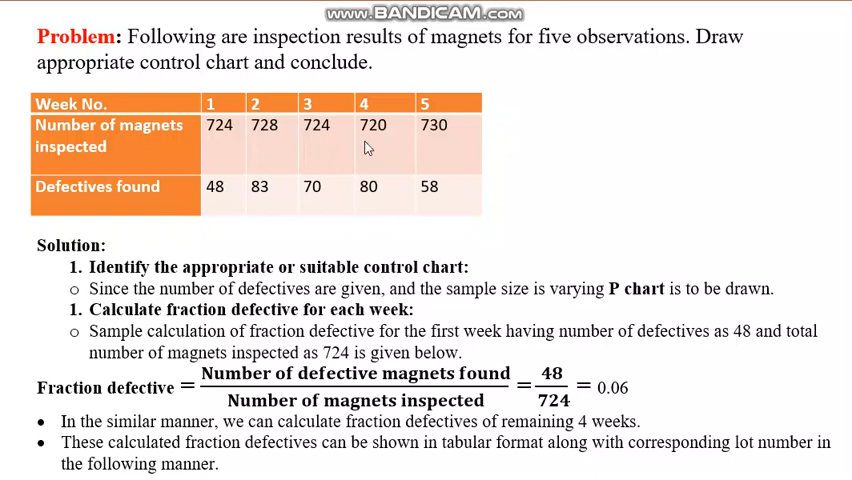 www.BANDICAM.com
Problem: Following are inspection results of magnets for five observations. Draw
appropriate control chart and conclude.
Week No. 1 2 3 4 5
Number of magnets 724 728 724 720 730
inspected
Defectives found 48 83 70 80 58
Solution:
1. Identify the appropriate or suitable control chart:
o Since the number of defectives are given, and the sample size is varying P chart is to be drawn.
1. Calculate fraction defective for each week:
o Sample calculation of fraction defective for the first week having number of defectives as 48 and total
number of magnets inspected as 724 is given below.
Fraction defective = Number of defective magnets found / Number of magnets inspected = 48 / 724 = 0.06
• In the similar manner, we can calculate fraction defectives of remaining 4 weeks.
• These calculated fraction defectives can be shown in tabular format along with corresponding lot number in
the following manner.